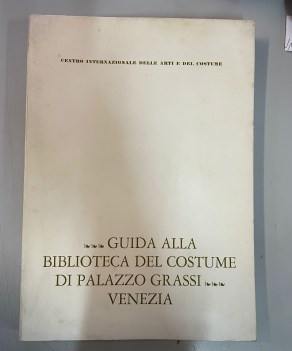 CENTRO INTERNAZIONALE DELLE ARTI E DEL COSTUME
❧❧❧ GUIDA ALLA
BIBLIOTECA DEL COSTUME
DI PALAZZO GRASSI ❧❧❧
VENEZIA